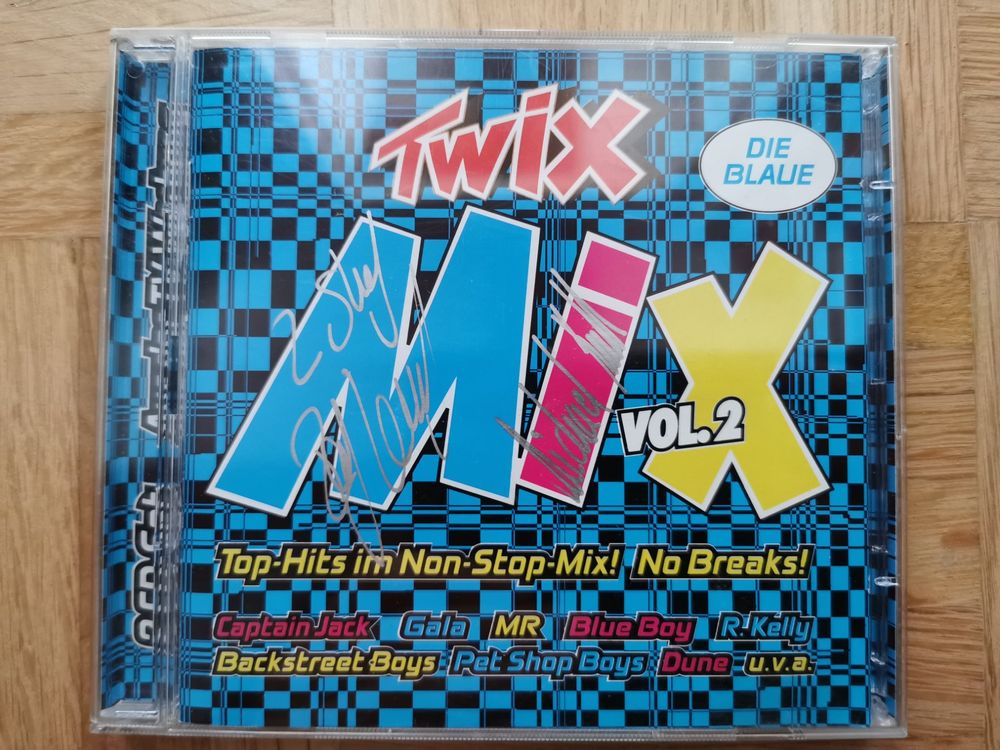 TWIX
DIE
BLAUE
MIX
VOL.2
Top-Hits im Non-Stop-Mix! No Breaks!
Captain Jack Gala MR Blue Boy R. Kelly
Backstreet Boys Pet Shop Boys Dune u.v.a.